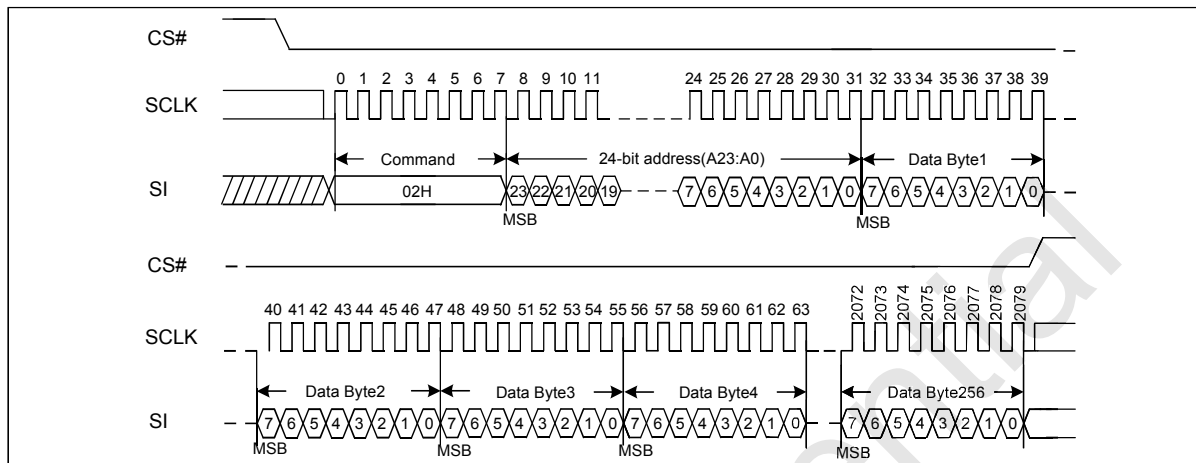 CS#
0 1 2 3 4 5 6 7 8 9 10 11 24 25 26 27 28 29 30 31 32 33 34 35 36 37 38 39
SCLK
Command 24-bit address(A23:A0) Data Byte1
SI 02H 23 22 21 20 19 7 6 5 4 3 2 1 0 7 6 5 4 3 2 1 0
MSB MSB
CS#
40 41 42 43 44 45 46 47 48 49 50 51 52 53 54 55 56 57 58 59 60 61 62 63 2072 2073 2074 2075 2076 2077 2078 2079
SCLK
Data Byte2 Data Byte3 Data Byte4 Data Byte256
SI 7 6 5 4 3 2 1 0 7 6 5 4 3 2 1 0 7 6 5 4 3 2 1 0 7 6 5 4 3 2 1 0
MSB MSB MSB MSB
ential